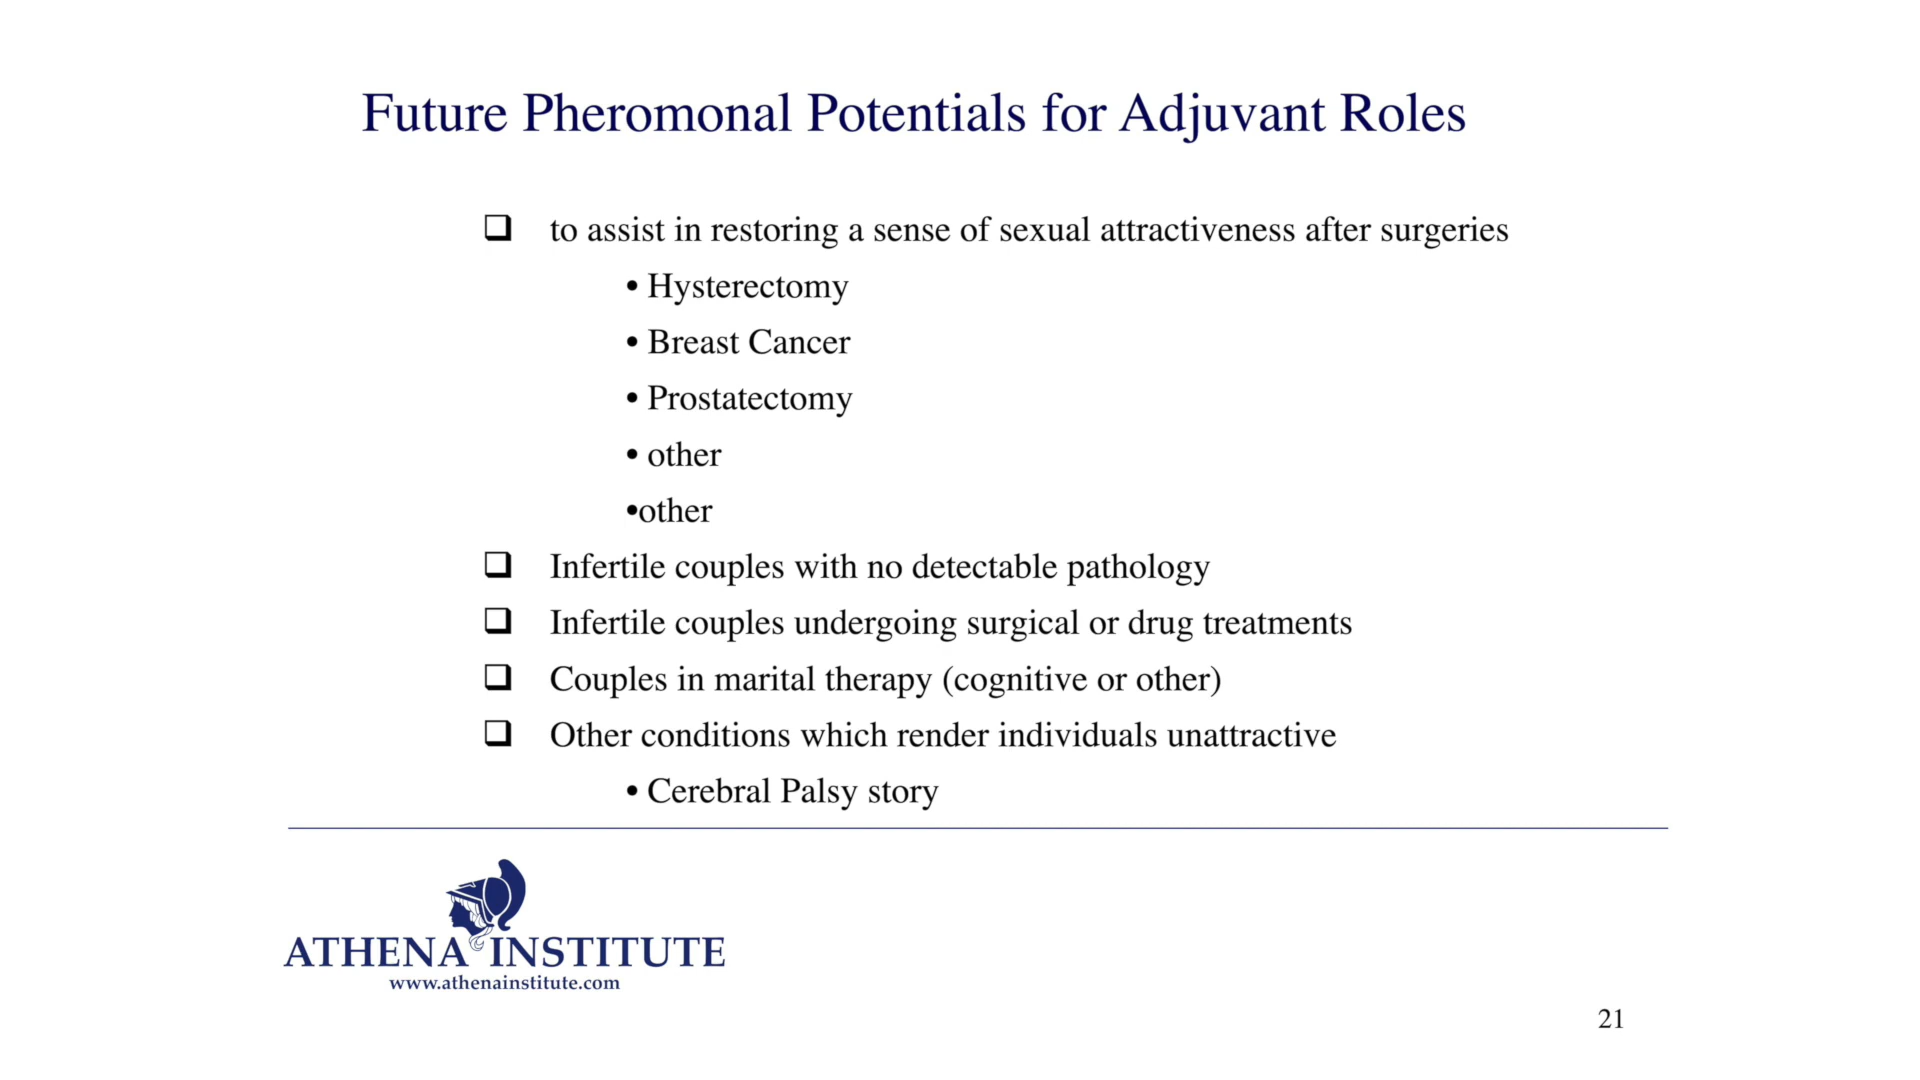 Future Pheromonal Potentials for Adjuvant Roles
❑ to assist in restoring a sense of sexual attractiveness after surgeries
• Hysterectomy
• Breast Cancer
• Prostatectomy
• other
•other
❑ Infertile couples with no detectable pathology
❑ Infertile couples undergoing surgical or drug treatments
❑ Couples in marital therapy (cognitive or other)
❑ Other conditions which render individuals unattractive
• Cerebral Palsy story
ATHENA INSTITUTE
www.athenainstitute.com
21